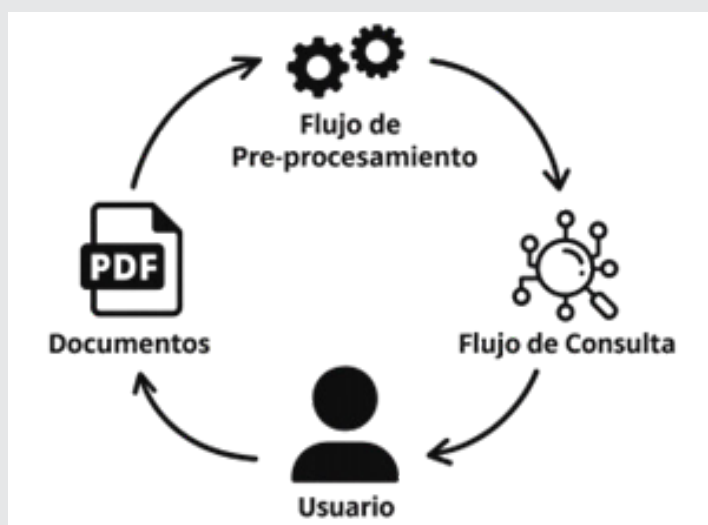 Flujo de
Pre-procesamiento
PDF
Documentos
Flujo de Consulta
Usuario